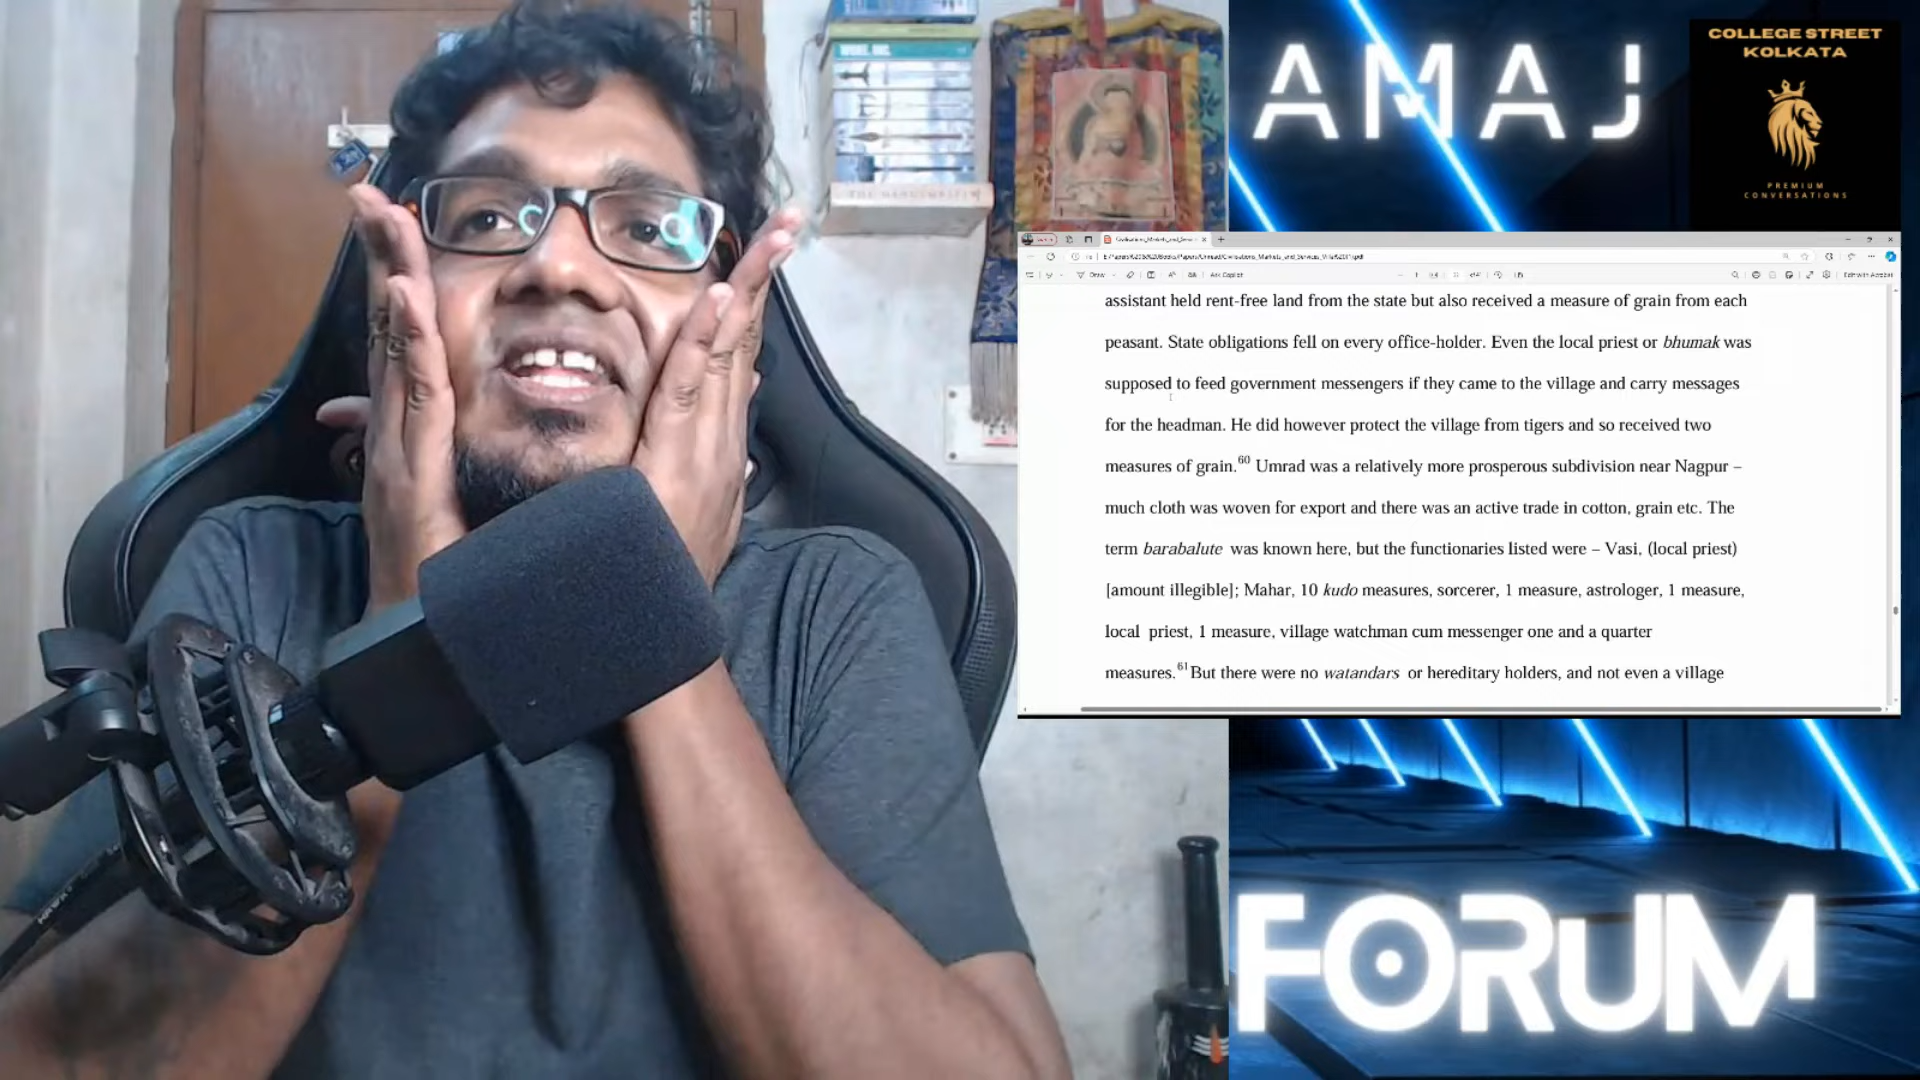 AMAJ
COLLEGE STREET
KOLKATA
PREMIUM
CONVERSATIONS
Ask Copilot
Draw
Edit with Acrobat
assistant held rent-free land from the state but also received a measure of grain from each
peasant. State obligations fell on every office-holder. Even the local priest or bhumak was
supposed to feed government messengers if they came to the village and carry messages
for the headman. He did however protect the village from tigers and so received two
measures of grain.60 Umrad was a relatively more prosperous subdivision near Nagpur –
much cloth was woven for export and there was an active trade in cotton, grain etc. The
term barabalute was known here, but the functionaries listed were – Vasi, (local priest)
[amount illegible]; Mahar, 10 kudo measures, sorcerer, 1 measure, astrologer, 1 measure,
local priest, 1 measure, village watchman cum messenger one and a quarter
measures.61 But there were no watandars or hereditary holders, and not even a village
FORUM